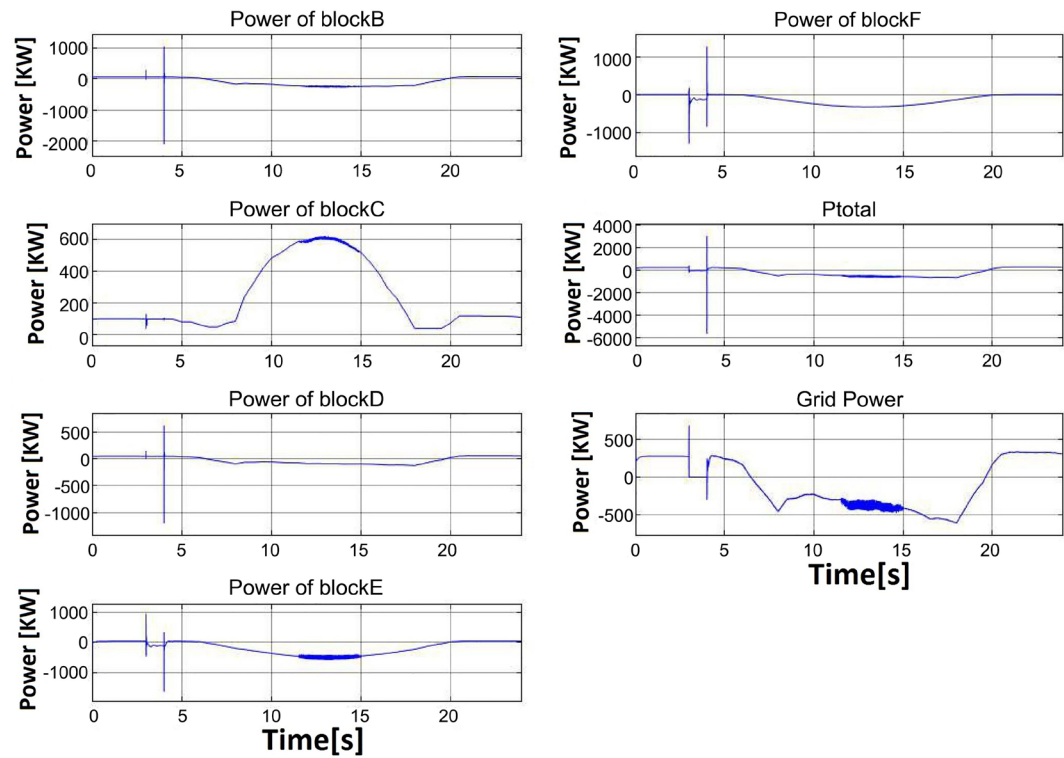 Power of blockB
Power [KW]
1000
0
-1000
-2000
0 5 10 15 20
Power of blockC
Power [KW]
600
400
200
0
0 5 10 15 20
Power of blockD
Power [KW]
500
0
-500
-1000
0 5 10 15 20
Power of blockE
Power [KW]
1000
0
-1000
0 5 10 15 20
Time[s]
Power of blockF
Power [KW]
1000
0
-1000
0 5 10 15 20
Ptotal
Power [KW]
4000
2000
0
-2000
-4000
-6000
0 5 10 15 20
Grid Power
Power [KW]
500
0
-500
0 5 10 15 20
Time[s]